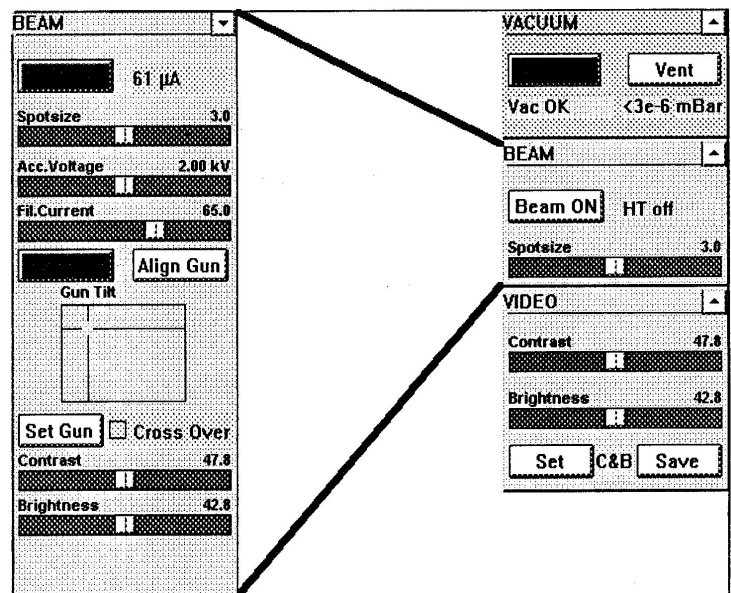 BEAM
61 µA
Spotsize 3.0
Acc.Voltage 2.00 kV
Fil.Current 65.0
Align Gun
Gun Tilt
Set Gun Cross Over
Contrast 47.8
Brightness 42.8
VACUUM
Vent
Vac OK <3e-6 mBar
BEAM
Beam ON HT off
Spotsize 3.0
VIDEO
Contrast 47.8
Brightness 42.8
Set C&B Save